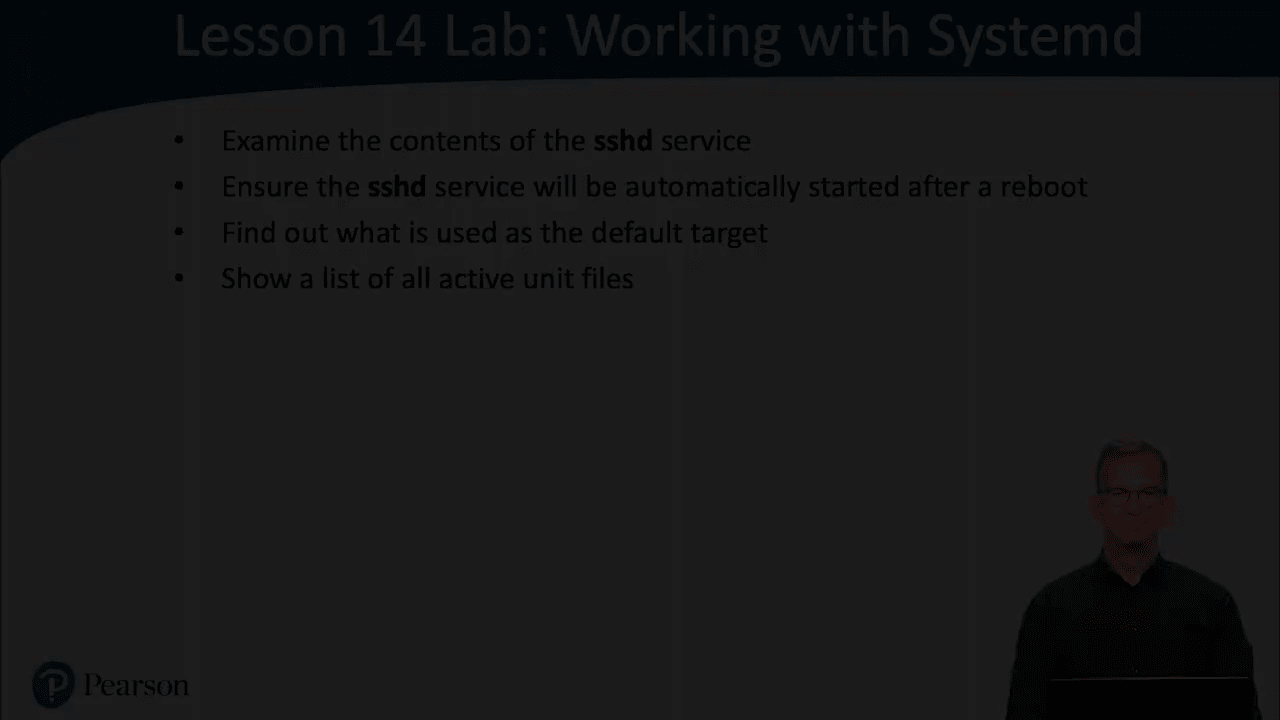 Lesson 14 Lab: Working with Systemd
• Examine the contents of the sshd service
• Ensure the sshd service will be automatically started after a reboot
• Find out what is used as the default target
• Show a list of all active unit files
Pearson